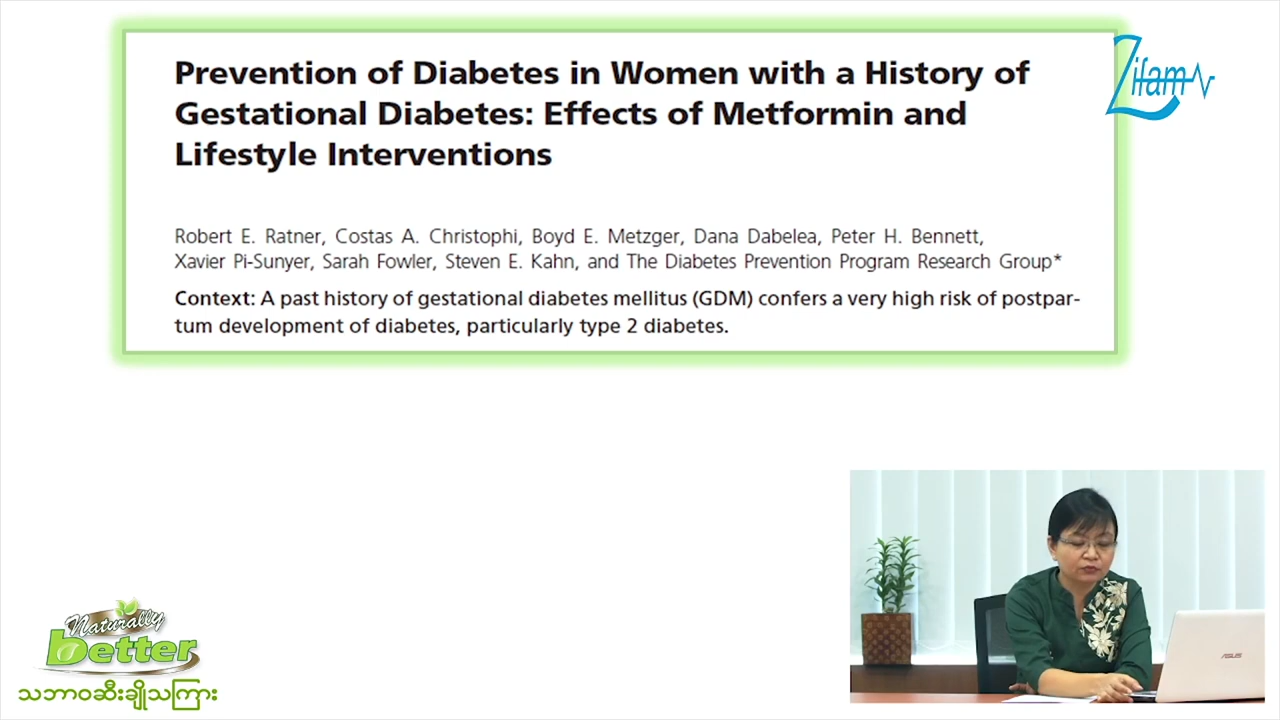 Prevention of Diabetes in Women with a History of
Gestational Diabetes: Effects of Metformin and
Lifestyle Interventions
Zifam
Robert E. Ratner, Costas A. Christophi, Boyd E. Metzger, Dana Dabelea, Peter H. Bennett,
Xavier Pi-Sunyer, Sarah Fowler, Steven E. Kahn, and The Diabetes Prevention Program Research Group*
Context: A past history of gestational diabetes mellitus (GDM) confers a very high risk of postpar-
tum development of diabetes, particularly type 2 diabetes.
Naturally
better
သဘာဝဆီးချိုသကြား
ASUS